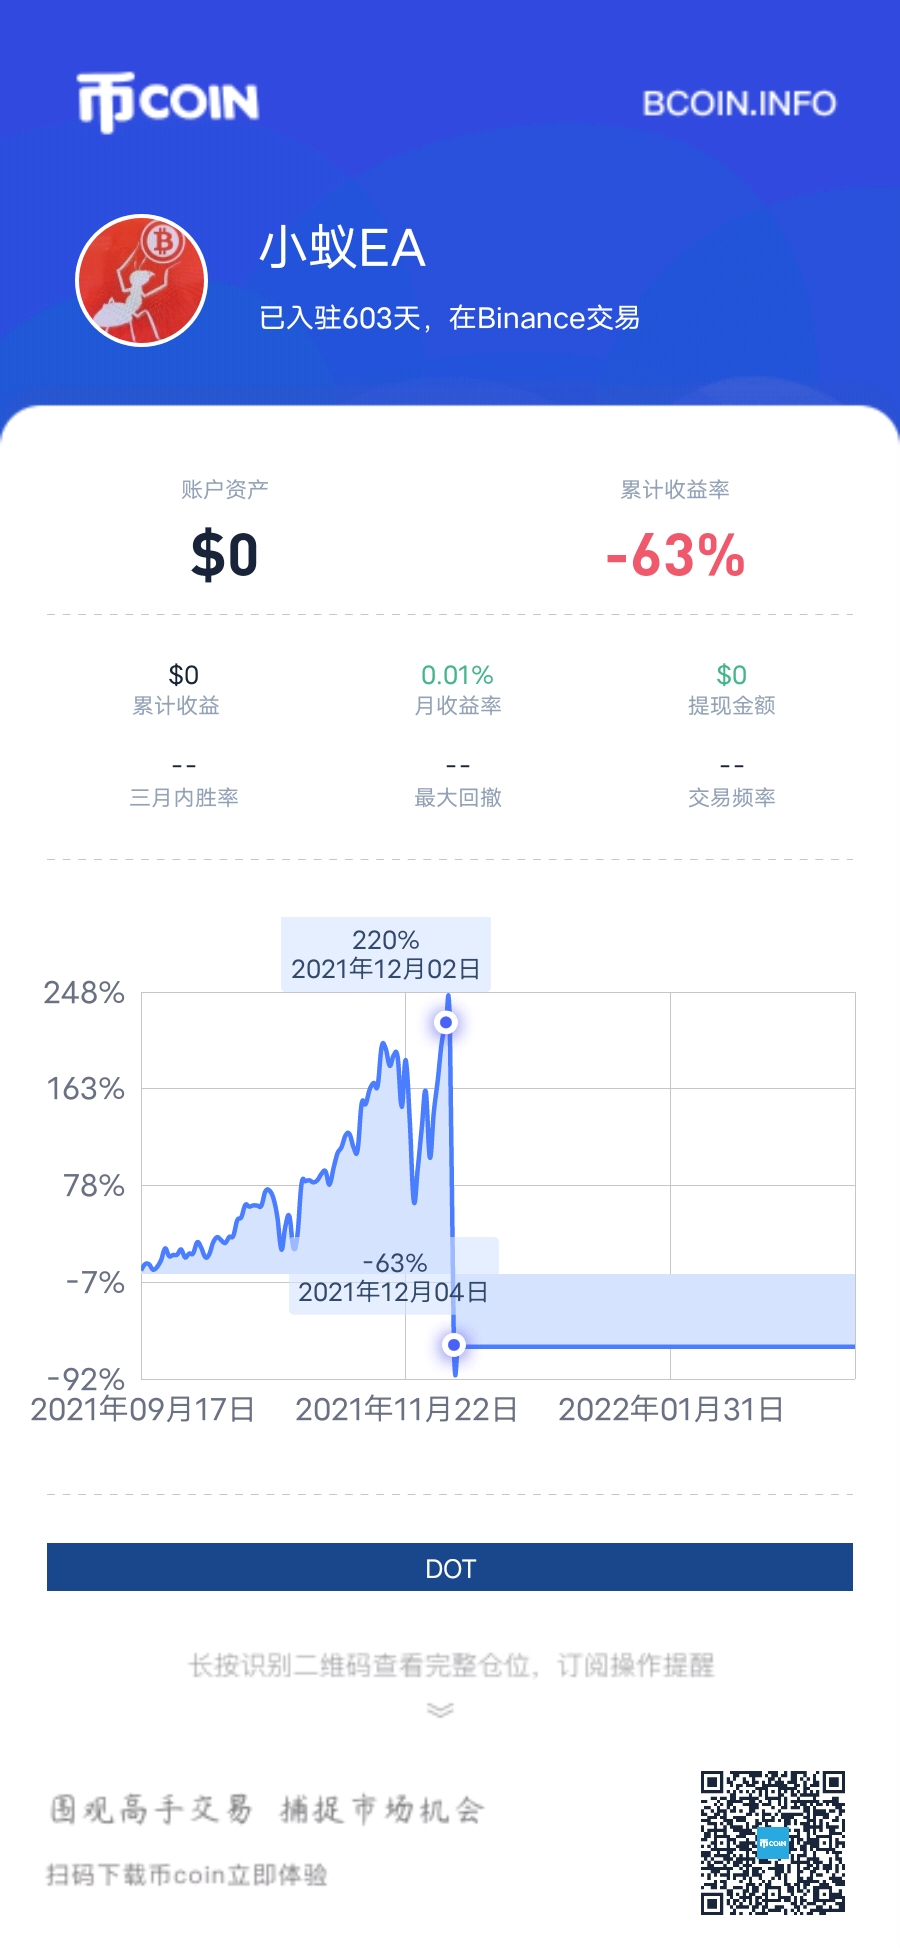 币COIN
BCOIN.INFO
小蚁EA
已入驻603天，在Binance交易
账户资产
累计收益率
$0
-63%
$0
0.01%
$0
累计收益
月收益率
提现金额
--
--
--
三月内胜率
最大回撤
交易频率
220%
2021年12月02日
248%
163%
78%
-7%
-92%
-63%
2021年12月04日
2021年09月17日
2021年11月22日
2022年01月31日
DOT
长按识别二维码查看完整仓位，订阅操作提醒
围观高手交易 捕捉市场机会
扫码下载币coin立即体验
币COIN